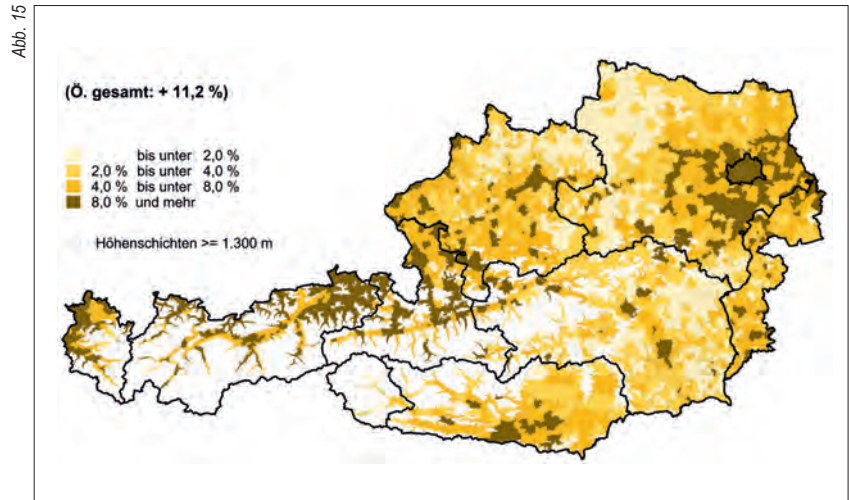 Abb. 15
(Ö. gesamt: + 11,2 %)
bis unter 2,0 %
2,0 % bis unter 4,0 %
4,0 % bis unter 8,0 %
8,0 % und mehr
Höhenschichten >= 1.300 m